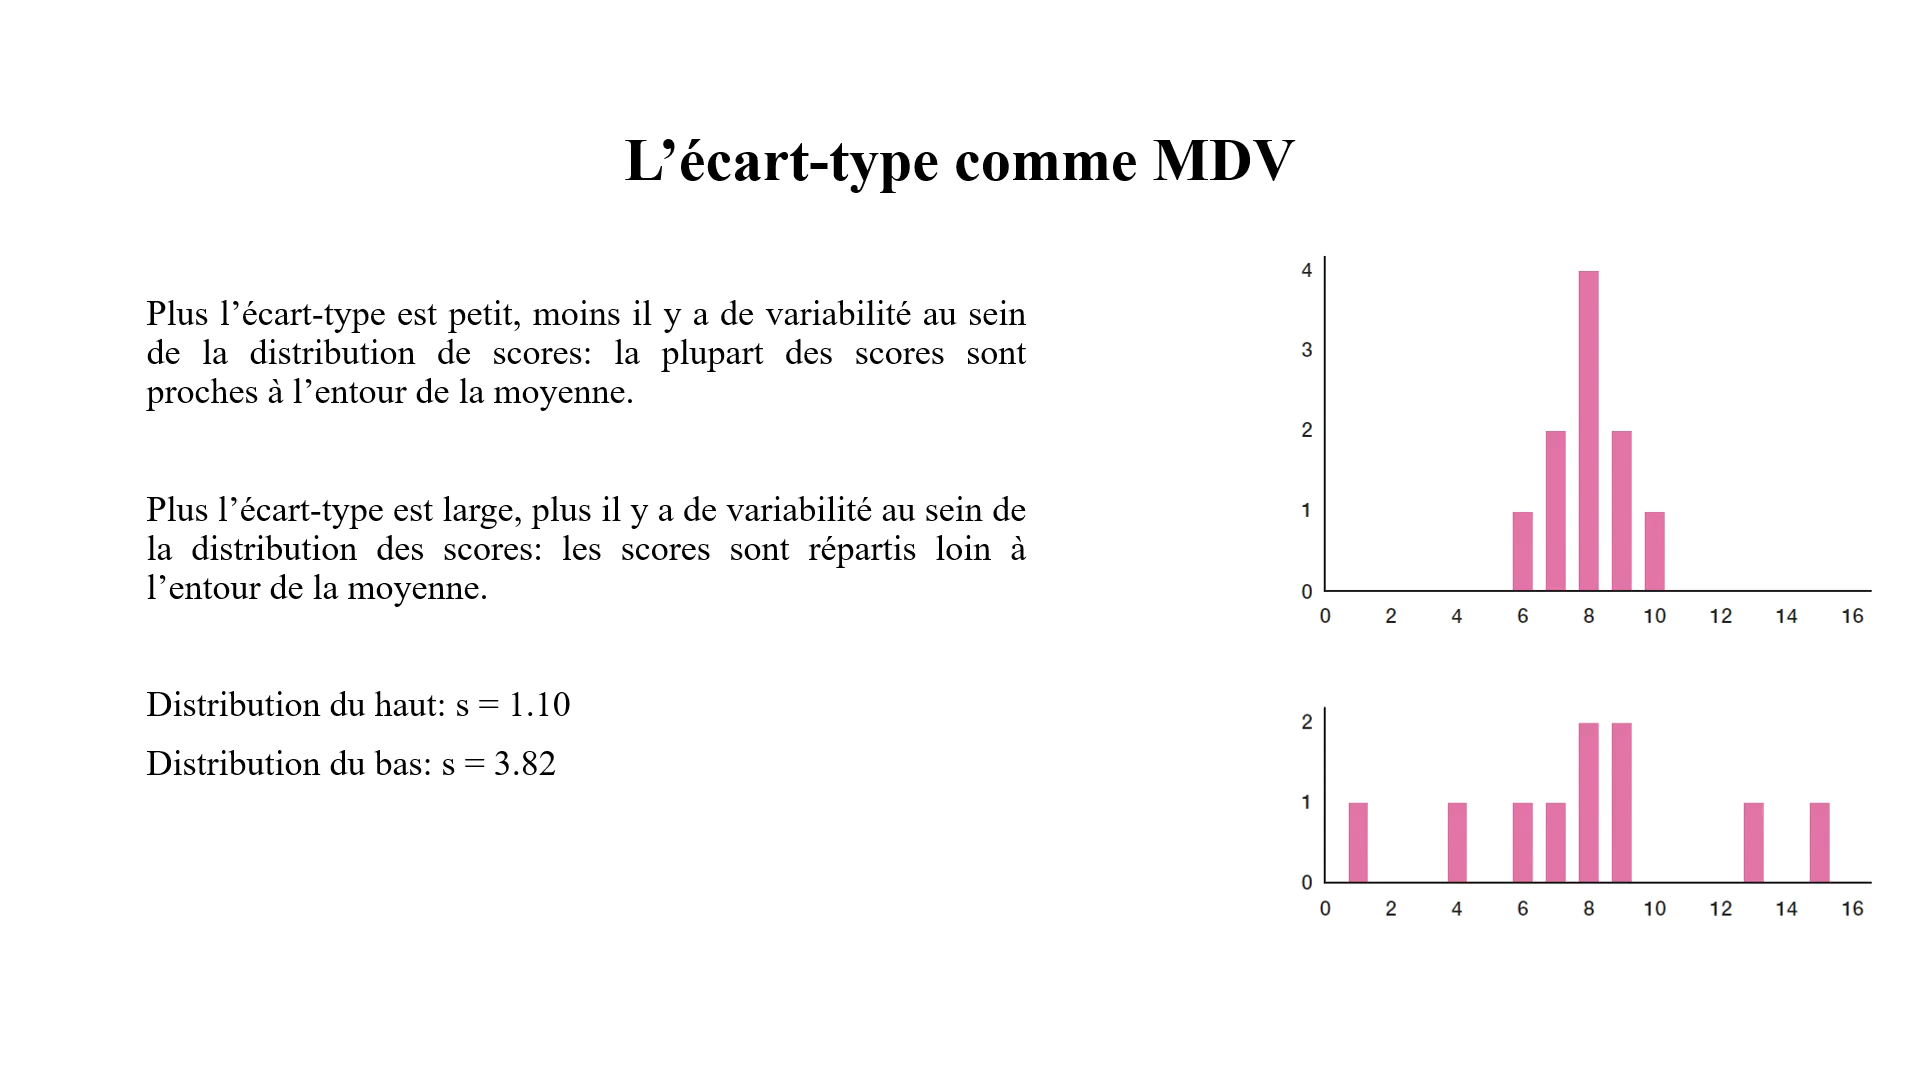 L’écart-type comme MDV
Plus l’écart-type est petit, moins il y a de variabilité au sein
de la distribution de scores: la plupart des scores sont
proches à l’entour de la moyenne.
Plus l’écart-type est large, plus il y a de variabilité au sein de
la distribution des scores: les scores sont répartis loin à
l’entour de la moyenne.
Distribution du haut: s = 1.10
Distribution du bas: s = 3.82
4
3
2
1
0
0 2 4 6 8 10 12 14 16
2
1
0
0 2 4 6 8 10 12 14 16